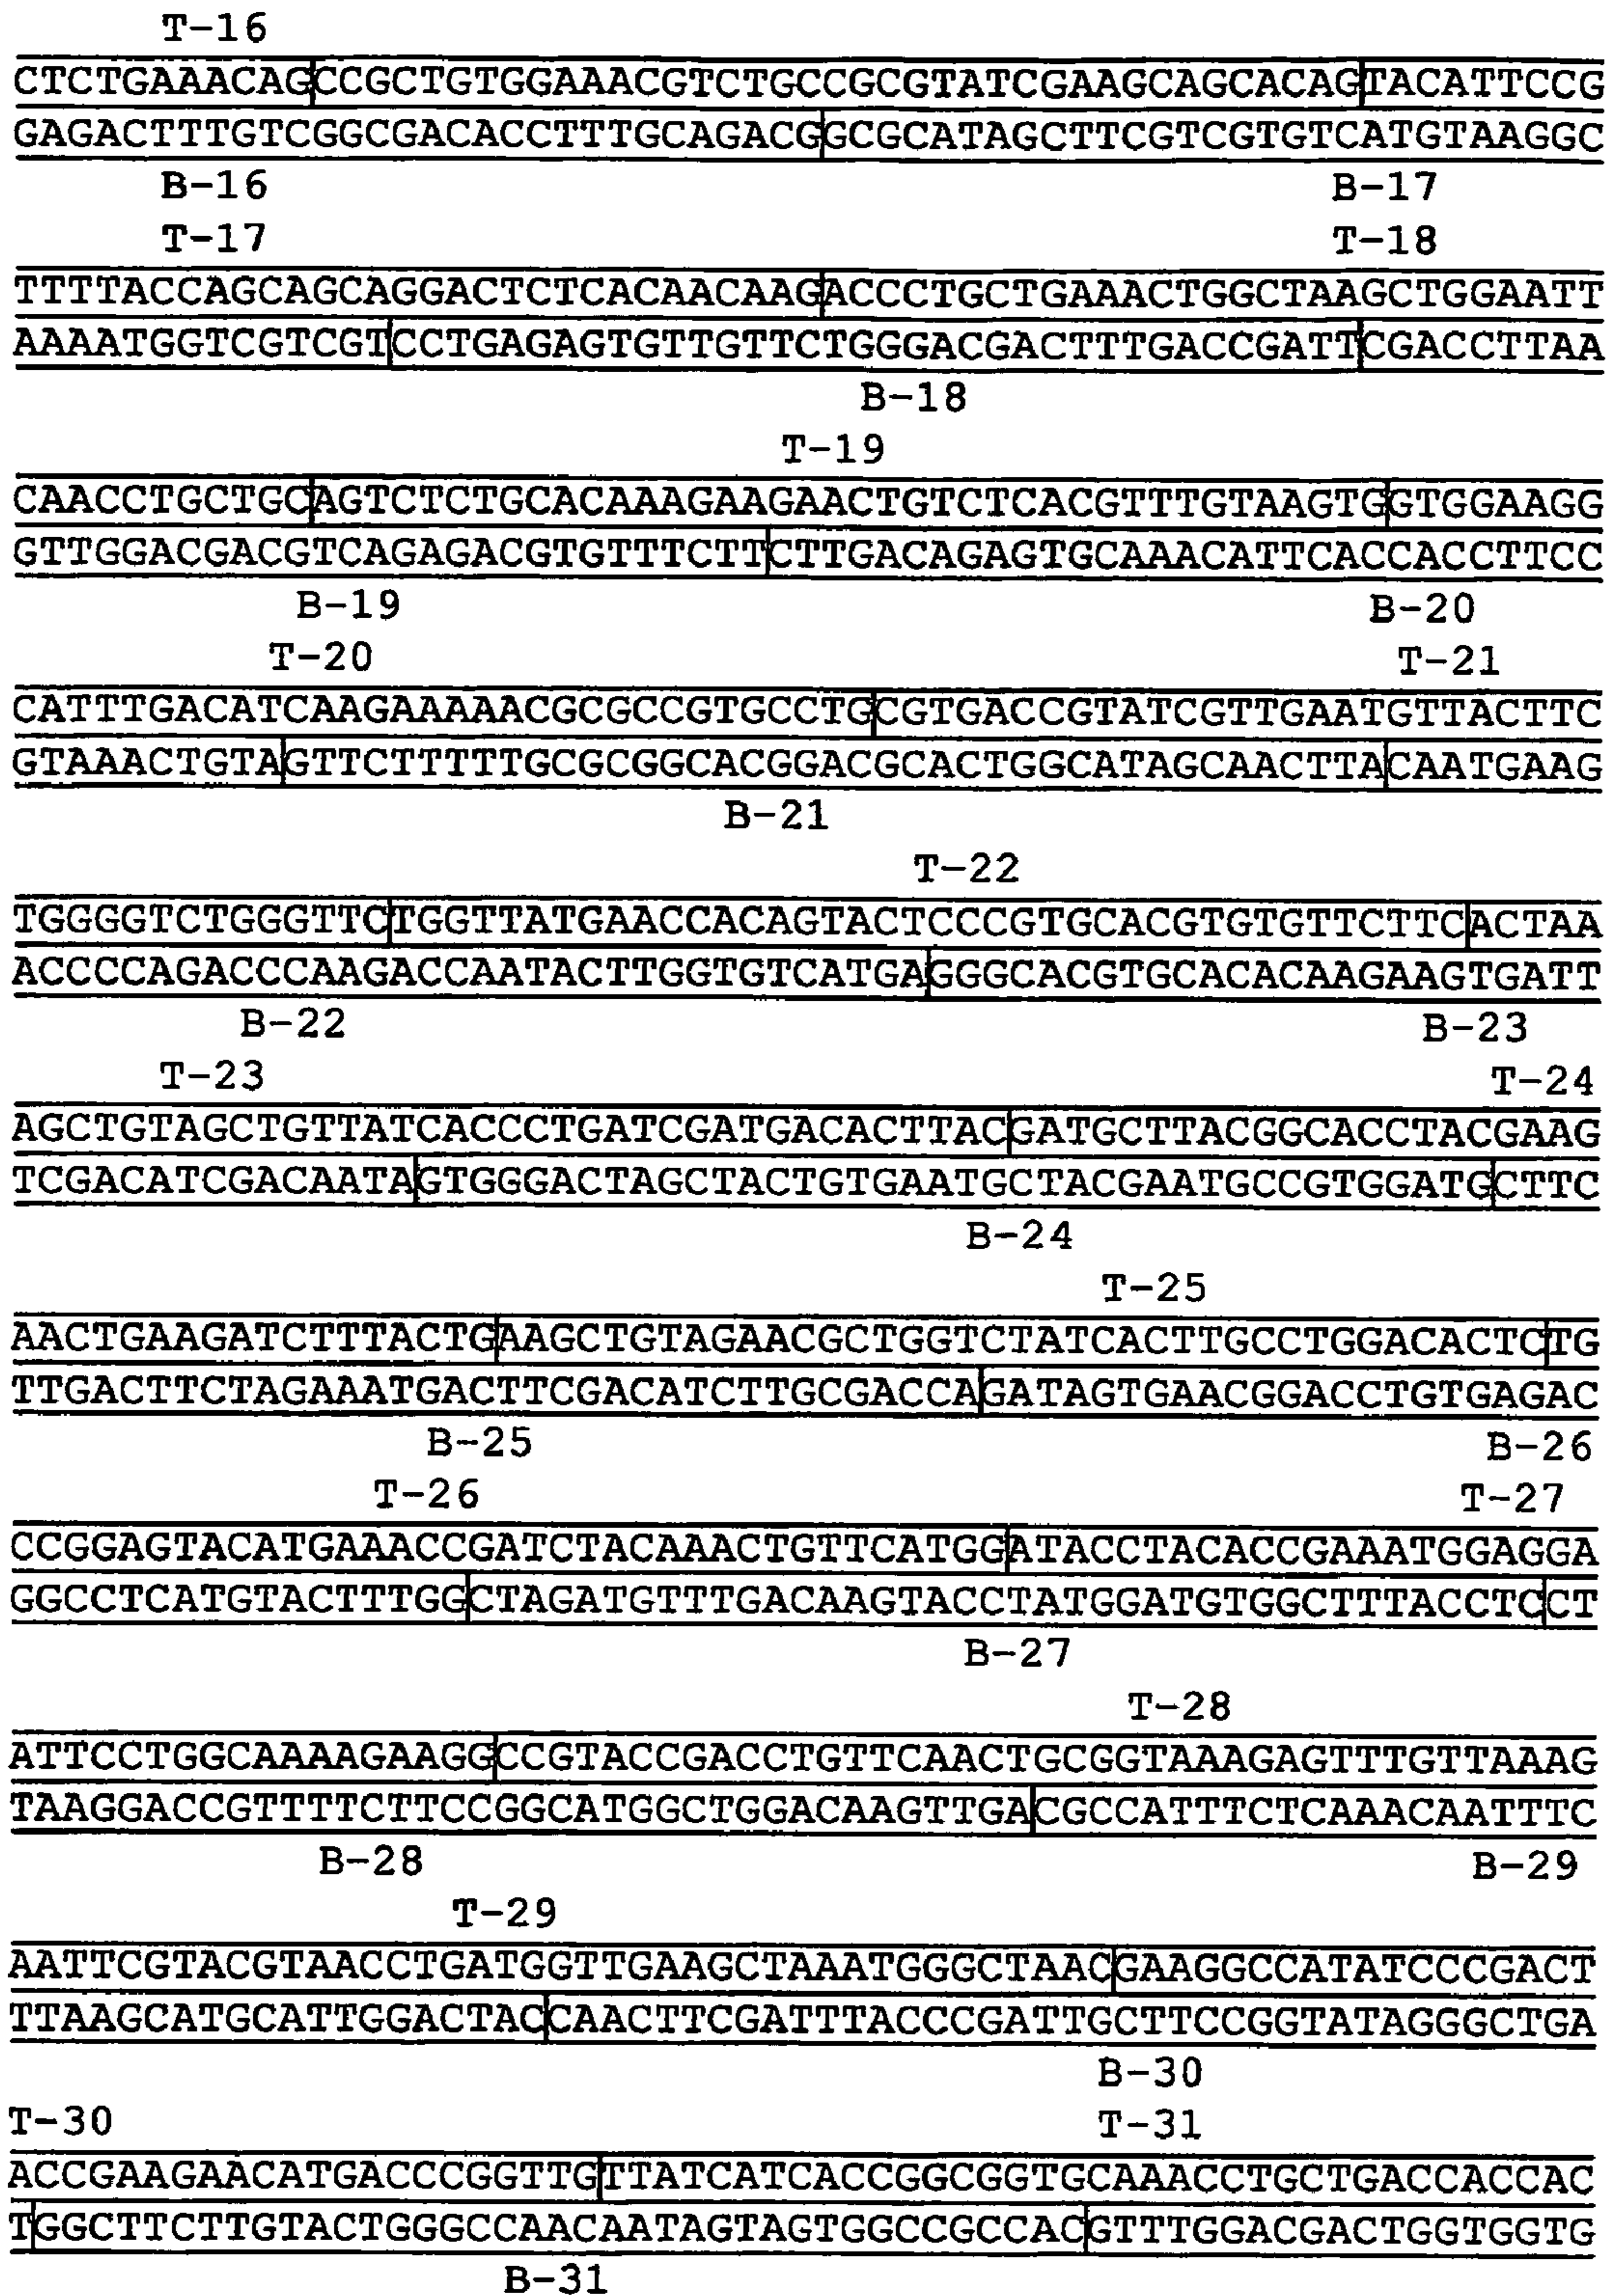 T-16
CTCTGAAACAGCCGCTGTGGAAACGTCTGCCGCGTATCGAAGCAGCACAGTACATTCCG
GAGACTTTGTCGGCGACACCTTTGCAGACGGCGCATAGCTTCGTCGTGTCATGTAAGGC
B-16 B-17
T-17 T-18
TTTTACCAGCAGCAGGACTCTCACAACAAGACCCTGCTGAAACTGGCTAAGCTGGAATT
AAAATGGTCGTCGTCCTGAGAGTGTTGTTCTGGGACGACTTTGACCGATTCGACCTTAA
B-18
T-19
CAACCTGCTGCAGTCTCTGCACAAAGAAGAACTGTCTCACGTTTGTAAGTGGTGGAAGG
GTTGGACGACGTCAGAGACGTGTTTCTTCTTGACAGAGTGCAAACATTCACCACCTTCC
B-19 B-20
T-20 T-21
CATTTGACATCAAGAAAAACGCGCCGTGCCTGCGTGACCGTATCGTTGAATGTTACTTC
GTAAACTGTAGTTCTTTTTGCGCGGCACGGACGCACTGGCATAGCAACTTACAATGAAG
B-21
T-22
TGGGGTCTGGGTTCTGGTTATGAACCACAGTACTCCCGTGCACGTGTGTTCTTCACTAA
ACCCCAGACCCAAGACCAATACTTGGTGTCATGAGGGCACGTGCACACAAGAAGTGATT
B-22 B-23
T-23 T-24
AGCTGTAGCTGTTATCACCCTGATCGATGACACTTACGATGCTTACGGCACCTACGAAG
TCGACATCGACAATAGTGGGACTAGCTACTGTGAATGCTACGAATGCCGTGGATGCTTC
B-24
T-25
AACTGAAGATCTTTACTGAAGCTGTAGAACGCTGGTCTATCACTTGCCTGGACACTCTG
TTGACTTCTAGAAATGACTTCGACATCTTGCGACCAGATAGTGAACGGACCTGTGAGAC
B-25 B-26
T-26 T-27
CCGGAGTACATGAAACCGATCTACAAACTGTTCATGGATACCTACACCGAAATGGAGGA
GGCCTCATGTACTTTGGCTAGATGTTTGACAAGTACCTATGGATGTGGCTTTACCTCCT
B-27
T-28
ATTCCTGGCAAAAGAAGGCCGTACCGACCTGTTCAACTGCGGTAAAGAGTTTGTTAAAG
TAAGGACCGTTTTCTTCCGGCATGGCTGGACAAGTTGACGCCATTTCTCAAACAATTTC
B-28 B-29
T-29
AATTCGTACGTAACCTGATGGTTGAAGCTAAATGGGCTAACGAAGGCCATATCCCGACT
TTAAGCATGCATTGGACTACCAACTTCGATTTACCCGATTGCTTCCGGTATAGGGCTGA
B-30
T-30 T-31
ACCGAAGAACATGACCCGGTTGTTATCATCACCGGCGGTGCAAACCTGCTGACCACCAC
TGGCTTCTTGTACTGGGCCAACAATAGTAGTGGCCGCCACGTTTGGACGACTGGTGGTG
B-31